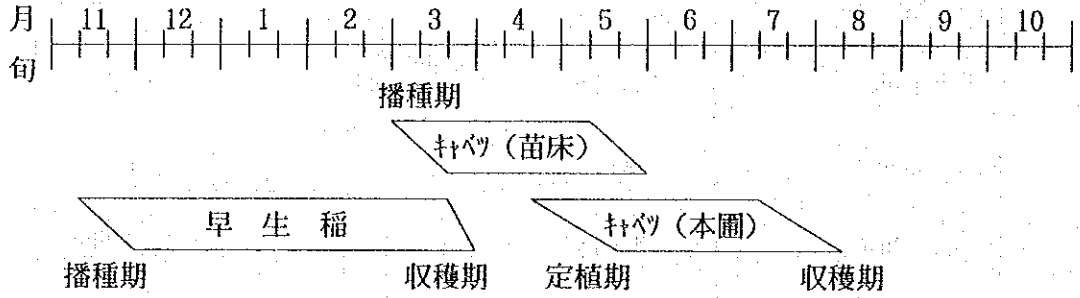 月 11 12 1 2 3 4 5 6 7 8 9 10
旬
播種期
ｷｬﾍﾞﾂ（苗床）
早生稲 ｷｬﾍﾞﾂ（本圃）
播種期 収穫期 定植期 収穫期